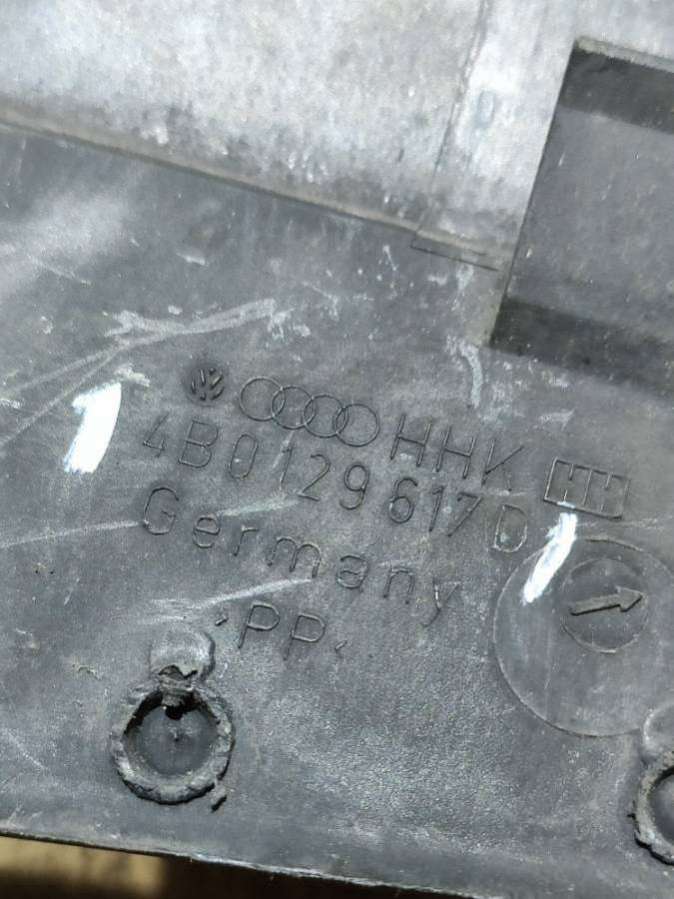 HHK
4B0129617D
Germany
›PP‹